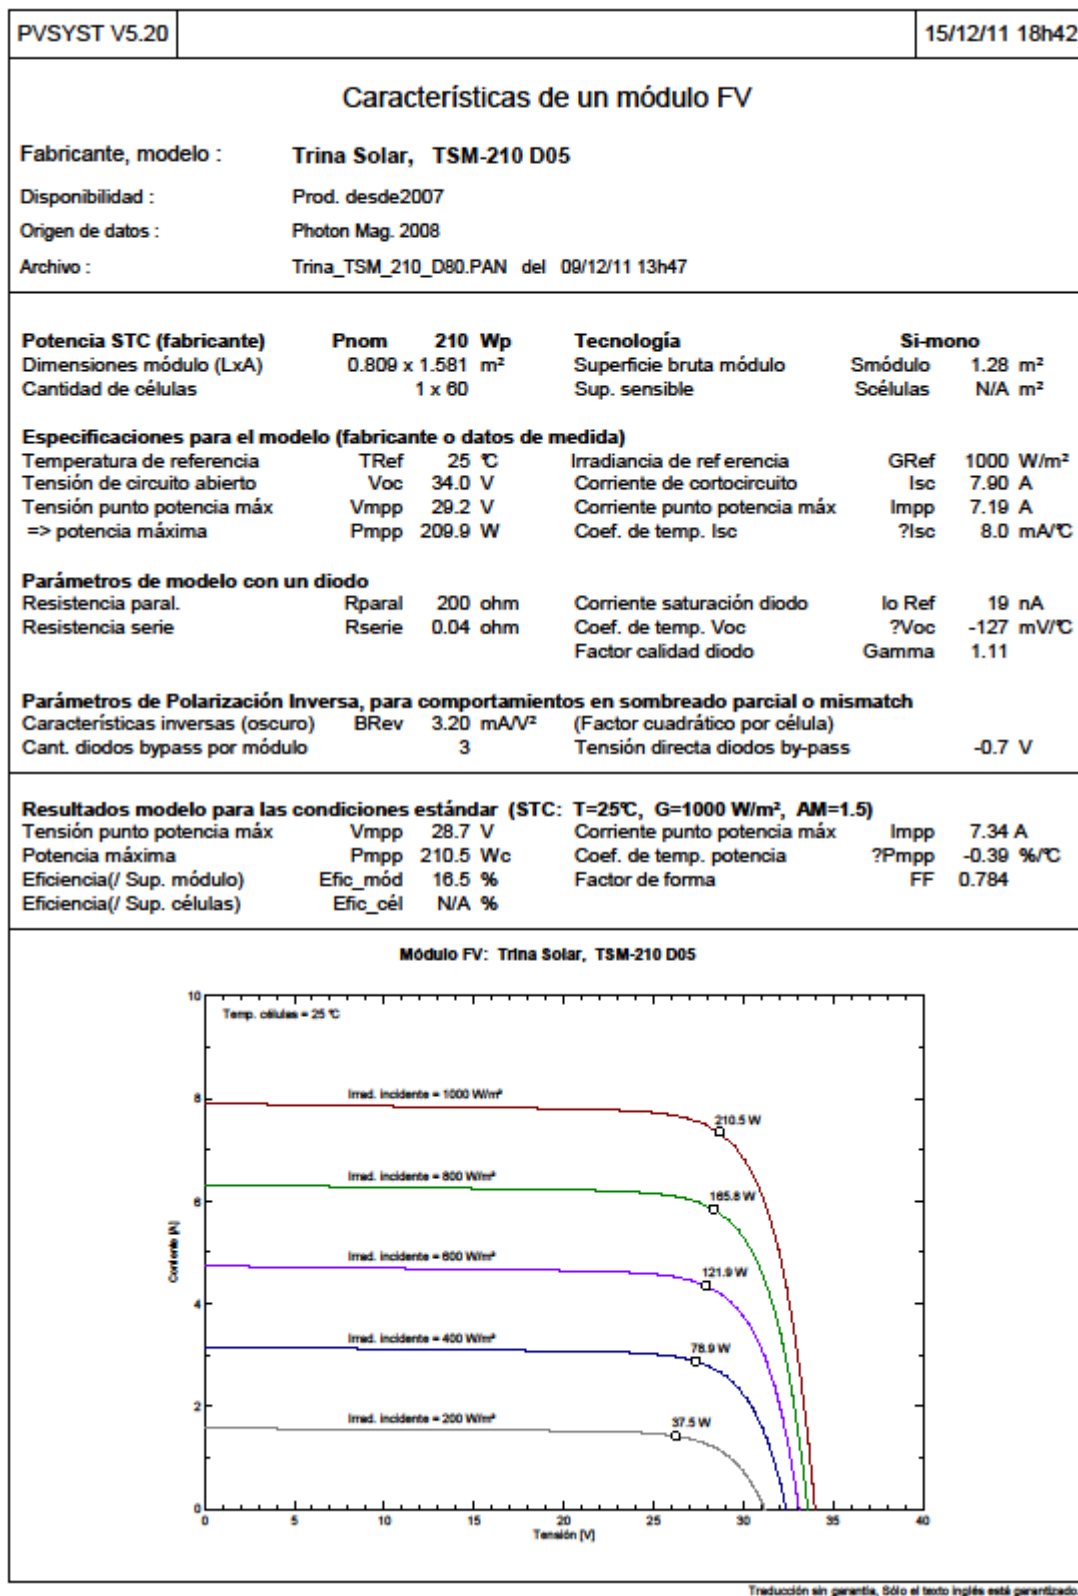 PVSYST V5.20 15/12/11 18h42
Características de un módulo FV
Fabricante, modelo : Trina Solar, TSM-210 D05
Disponibilidad : Prod. desde2007
Origen de datos : Photon Mag. 2008
Archivo : Trina_TSM_210_D80.PAN del 09/12/11 13h47
Potencia STC (fabricante) Pnom 210 Wp Tecnología Si-mono
Dimensiones módulo (LxA) 0.809 x 1.581 m² Superficie bruta módulo Smódulo 1.28 m²
Cantidad de células 1 x 60 Sup. sensible Scélulas N/A m²
Especificaciones para el modelo (fabricante o datos de medida)
Temperatura de referencia TRef 25 °C Irradiancia de referencia GRef 1000 W/m²
Tensión de circuito abierto Voc 34.0 V Corriente de cortocircuito Isc 7.90 A
Tensión punto potencia máx Vmpp 29.2 V Corriente punto potencia máx Impp 7.19 A
=> potencia máxima Pmpp 209.9 W Coef. de temp. Isc ?Isc 8.0 mA/°C
Parámetros de modelo con un diodo
Resistencia paral. Rparal 200 ohm Corriente saturación diodo Io Ref 19 nA
Resistencia serie Rserie 0.04 ohm Coef. de temp. Voc ?Voc -127 mV/°C
Factor calidad diodo Gamma 1.11
Parámetros de Polarización Inversa, para comportamientos en sombreado parcial o mismatch
Características inversas (oscuro) BRev 3.20 mA/V² (Factor cuadrático por célula)
Cant. diodos bypass por módulo 3 Tensión directa diodos by-pass -0.7 V
Resultados modelo para las condiciones estándar (STC: T=25°C, G=1000 W/m², AM=1.5)
Tensión punto potencia máx Vmpp 28.7 V Corriente punto potencia máx Impp 7.34 A
Potencia máxima Pmpp 210.5 Wc Coef. de temp. potencia ?Pmpp -0.39 %/°C
Eficiencia(/ Sup. módulo) Efic_mód 16.5 % Factor de forma FF 0.784
Eficiencia(/ Sup. células) Efic_cél N/A %
Módulo FV: Trina Solar, TSM-210 D05
10
Temp. células = 25 °C
Irrad. incidente = 1000 W/m²
8
210.5 W
Irrad. incidente = 800 W/m²
165.8 W
6
Corriente [A]
Irrad. incidente = 600 W/m²
121.9 W
4
Irrad. incidente = 400 W/m²
78.9 W
2
Irrad. incidente = 200 W/m²
37.5 W
0
0 5 10 15 20 25 30 35 40
Tensión [V]
Traducción sin garantía, Sólo el texto inglés está garantizado.